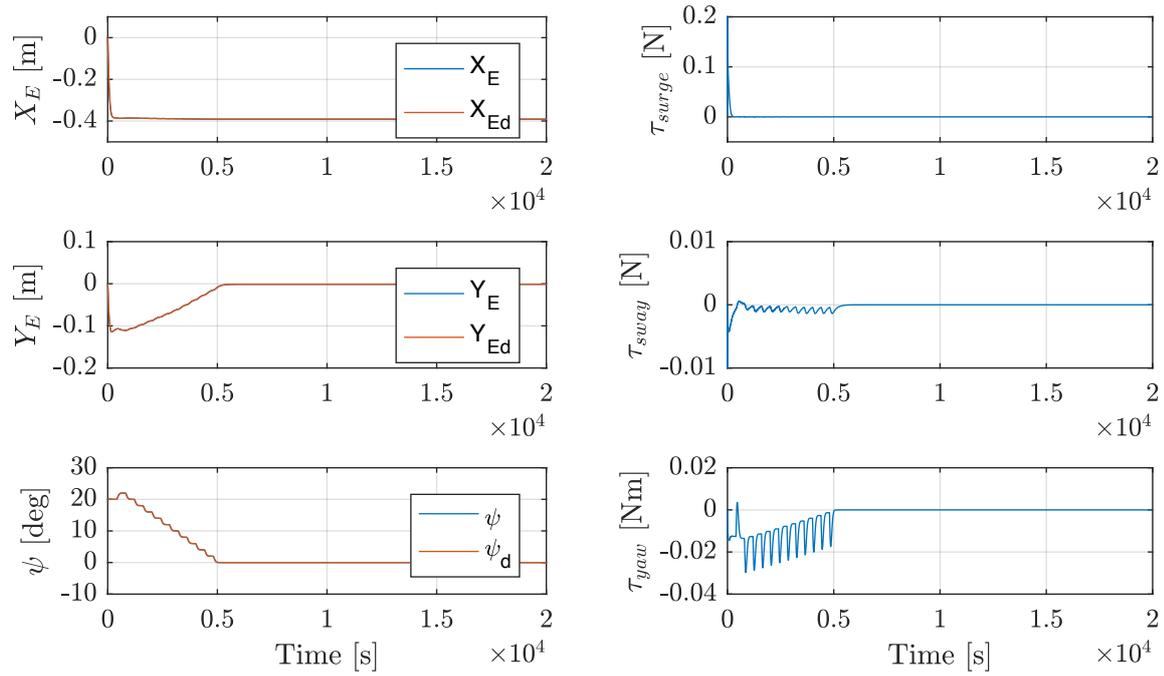 0
-0.2
-0.4
X_E [m]
X_E
X_Ed
0 0.5 1 1.5 2
×10^4
0.2
0.1
0
τ_surge [N]
0 0.5 1 1.5 2
×10^4
0.1
0
-0.1
-0.2
Y_E [m]
Y_E
Y_Ed
0 0.5 1 1.5 2
×10^4
0.01
0
-0.01
τ_sway [N]
0 0.5 1 1.5 2
×10^4
30
20
10
0
-10
ψ [deg]
ψ
ψ_d
0 0.5 1 1.5 2
Time [s]
×10^4
0.02
0
-0.02
-0.04
τ_yaw [Nm]
0 0.5 1 1.5 2
Time [s]
×10^4